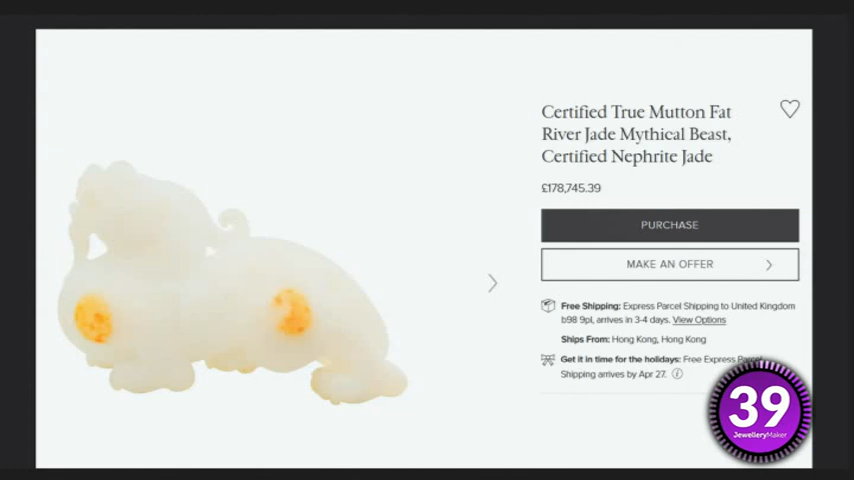 Certified True Mutton Fat
River Jade Mythical Beast,
Certified Nephrite Jade
£178,745.39
PURCHASE
MAKE AN OFFER
Free Shipping: Express Parcel Shipping to United Kingdom
b98 9pl, arrives in 3-4 days. View Options
Ships From: Hong Kong, Hong Kong
Get it in time for the holidays: Free Express Parcel
Shipping arrives by Apr 27.
39
JewelleryMaker